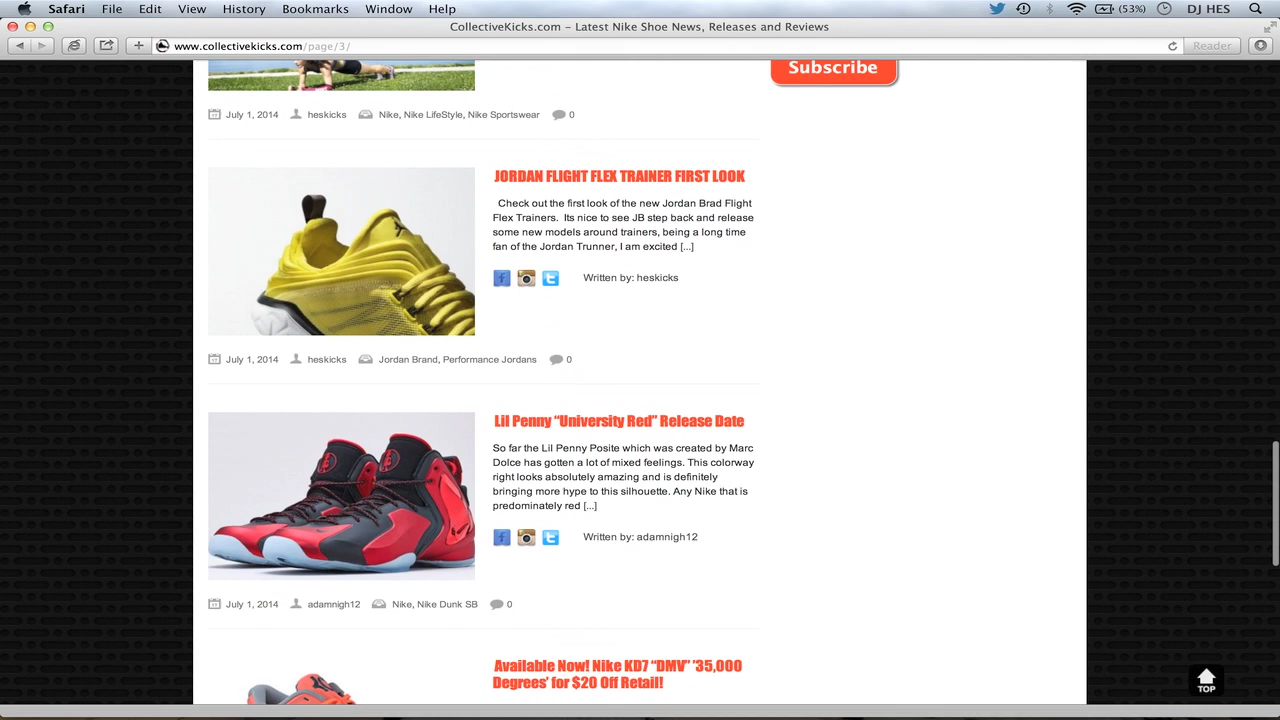 Safari File Edit View History Bookmarks Window Help (53%) DJ HES
CollectiveKicks.com – Latest Nike Shoe News, Releases and Reviews
www.collectivekicks.com/page/3/ Reader
Subscribe
July 1, 2014 heskicks Nike, Nike LifeStyle, Nike Sportswear 0
JORDAN FLIGHT FLEX TRAINER FIRST LOOK
Check out the first look of the new Jordan Brad Flight
Flex Trainers. Its nice to see JB step back and release
some new models around trainers, being a long time
fan of the Jordan Trunner, I am excited [...]
Written by: heskicks
July 1, 2014 heskicks Jordan Brand, Performance Jordans 0
Lil Penny “University Red” Release Date
So far the Lil Penny Posite which was created by Marc
Dolce has gotten a lot of mixed feelings. This colorway
right looks absolutely amazing and is definitely
bringing more hype to this silhouette. Any Nike that is
predominately red [...]
Written by: adamnigh12
July 1, 2014 adamnigh12 Nike, Nike Dunk SB 0
Available Now! Nike KD7 “DMV” ’35,000
Degrees’ for $20 Off Retail!
TOP